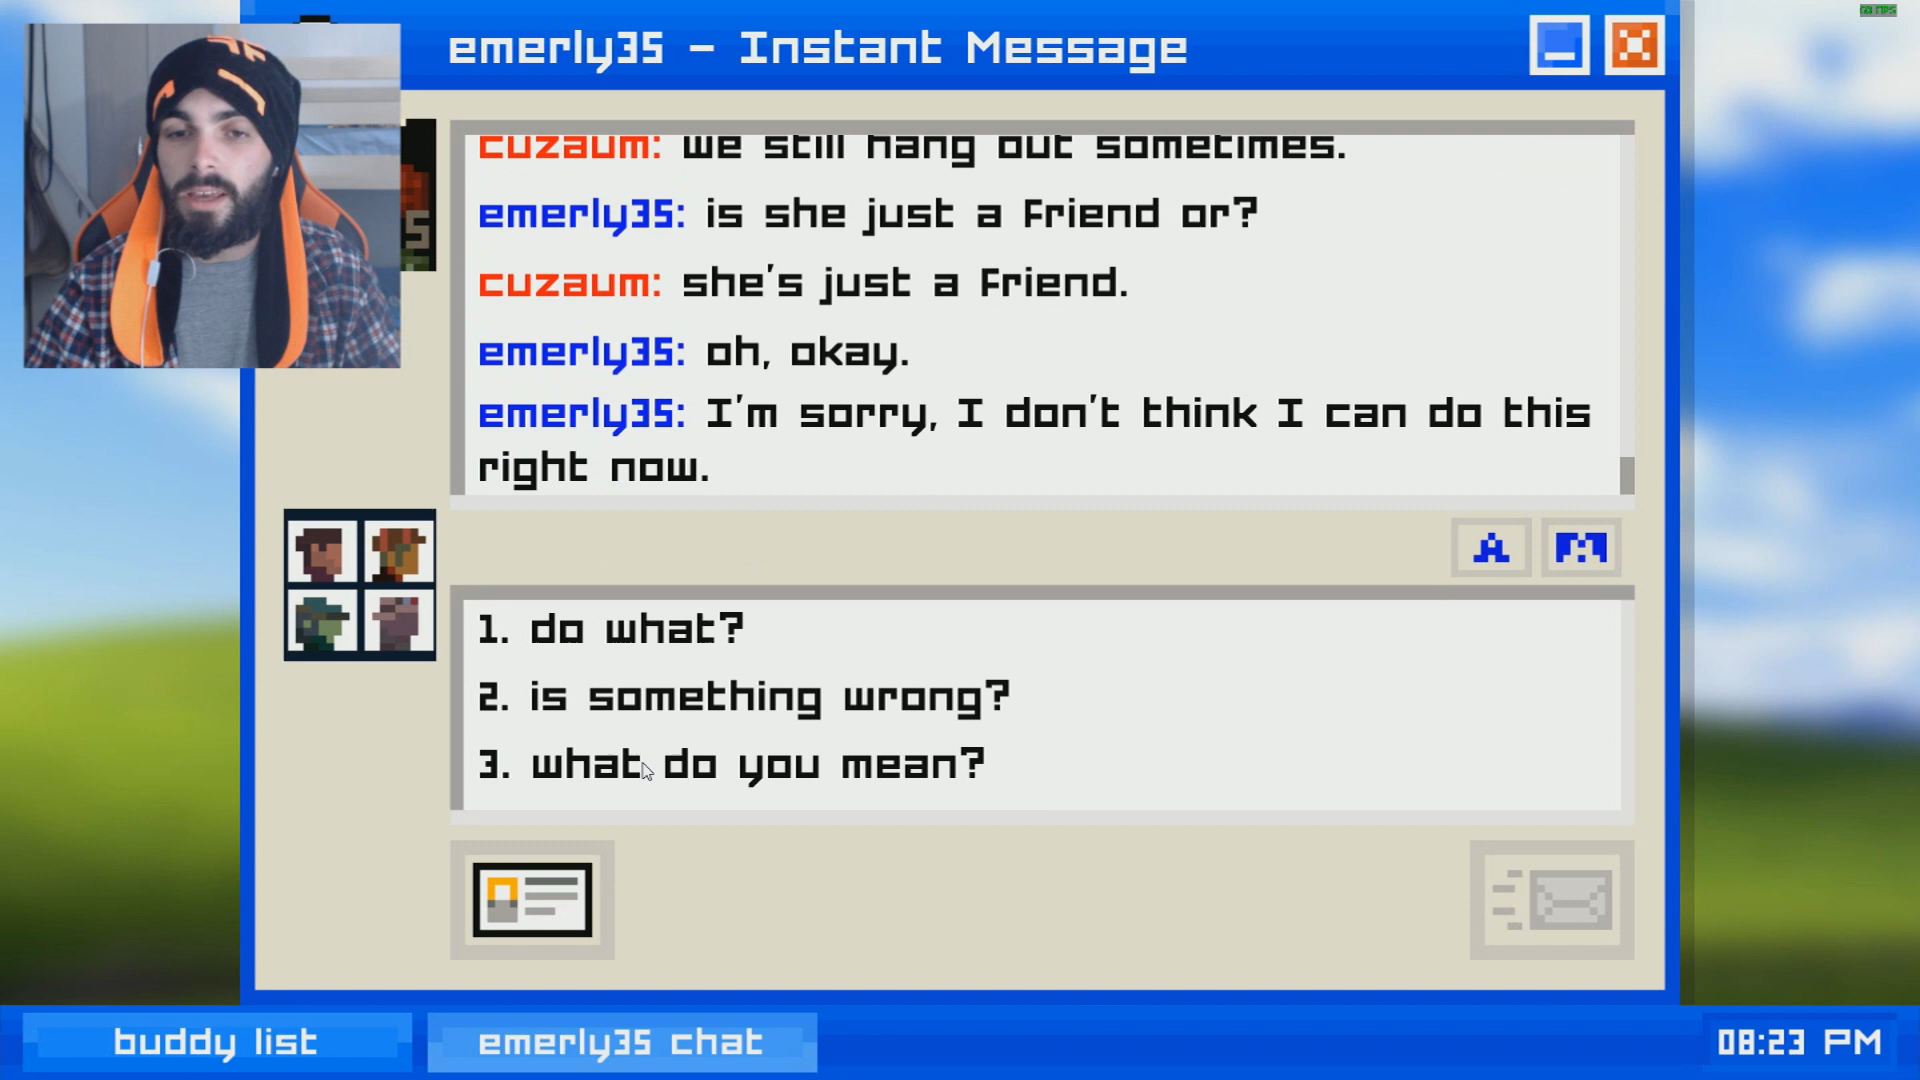 emerly35 - Instant Message
cuzaum: we still hang out sometimes.
emerly35: is she just a friend or?
cuzaum: she's just a friend.
emerly35: oh, okay.
emerly35: I'm sorry, I don't think I can do this
right now.
A M
1. do what?
2. is something wrong?
3. what do you mean?
buddy list
emerly35 chat
08:23 PM